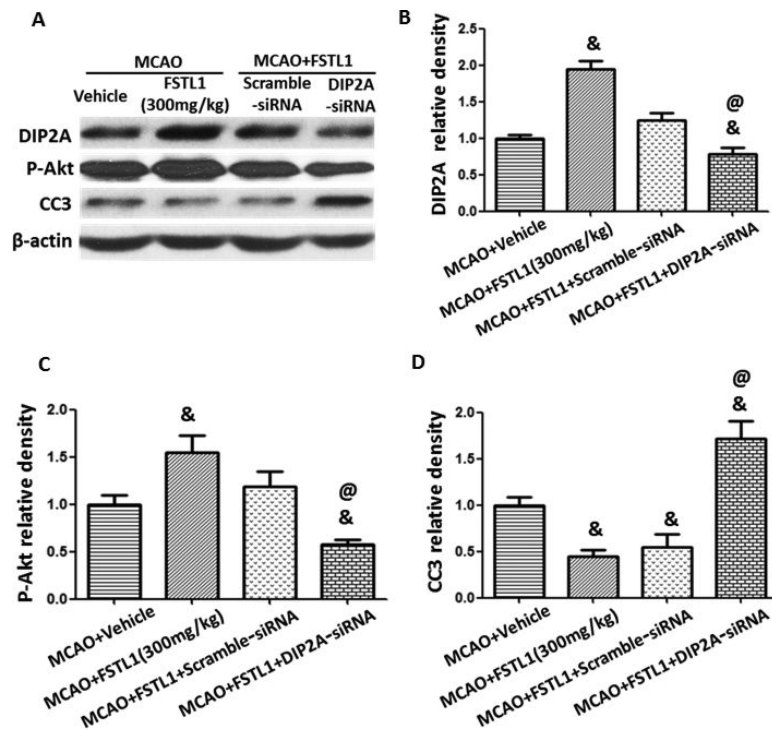 A
MCAO MCAO+FSTL1
Vehicle FSTL1 (300mg/kg) Scramble -siRNA DIP2A -siRNA
DIP2A
P-Akt
CC3
β-actin
B
DIP2A relative density
2.5
2.0
1.5
1.0
0.5
0.0
&
@
&
MCAO+Vehicle
MCAO+FSTL1(300mg/kg)
MCAO+FSTL1+Scramble-siRNA
MCAO+FSTL1+DIP2A-siRNA
C
P-Akt relative density
2.0
1.5
1.0
0.5
0.0
&
@
&
MCAO+Vehicle
MCAO+FSTL1(300mg/kg)
MCAO+FSTL1+Scramble-siRNA
MCAO+FSTL1+DIP2A-siRNA
D
CC3 relative density
2.0
1.5
1.0
0.5
0.0
&
&
@
&
MCAO+Vehicle
MCAO+FSTL1(300mg/kg)
MCAO+FSTL1+Scramble-siRNA
MCAO+FSTL1+DIP2A-siRNA